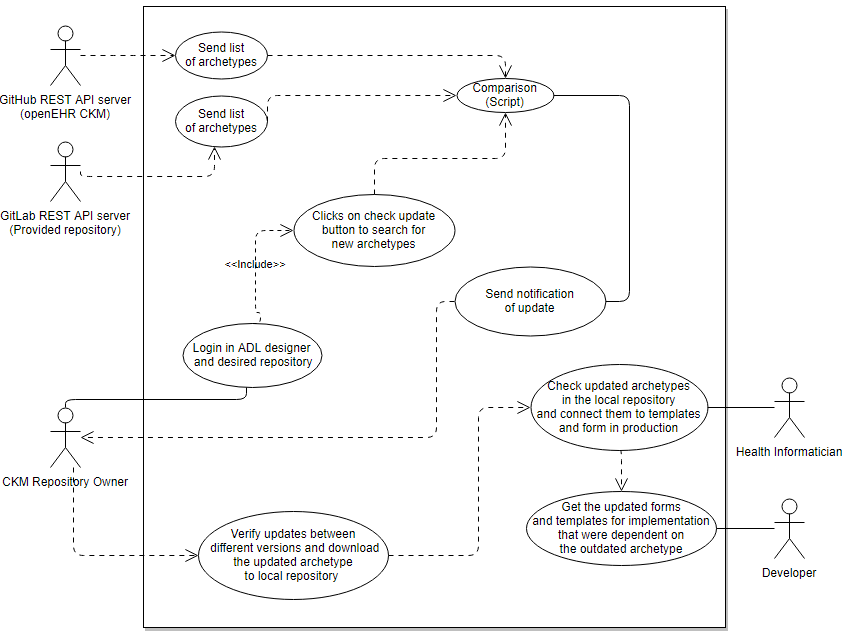 Send list
of archetypes
GitHub REST API server
(openEHR CKM)
Comparison
(Script)
Send list
of archetypes
GitLab REST API server
(Provided repository)
Clicks on check update
button to search for
new archetypes
<<Include>>
Send notification
of update
Login in ADL designer
and desired repository
Check updated archetypes
in the local repository
and connect them to templates
and form in production
Health Informatician
CKM Repository Owner
Get the updated forms
and templates for implementation
that were dependent on
the outdated archetype
Verify updates between
different versions and download
the updated archetype
to local repository
Developer